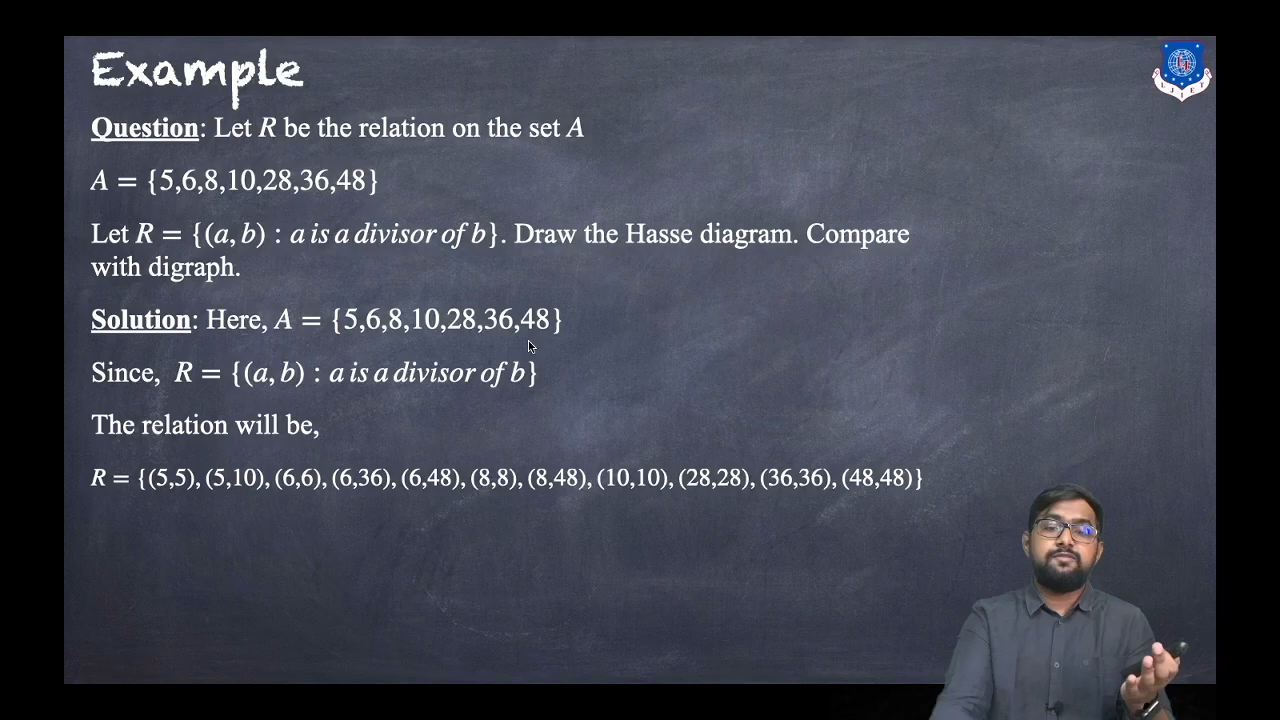 Example
Question: Let R be the relation on the set A
A = {5,6,8,10,28,36,48}
Let R = {(a, b) : a is a divisor of b}. Draw the Hasse diagram. Compare
with digraph.
Solution: Here, A = {5,6,8,10,28,36,48}
Since, R = {(a, b) : a is a divisor of b}
The relation will be,
R = {(5,5), (5,10), (6,6), (6,36), (6,48), (8,8), (8,48), (10,10), (28,28), (36,36), (48,48)}